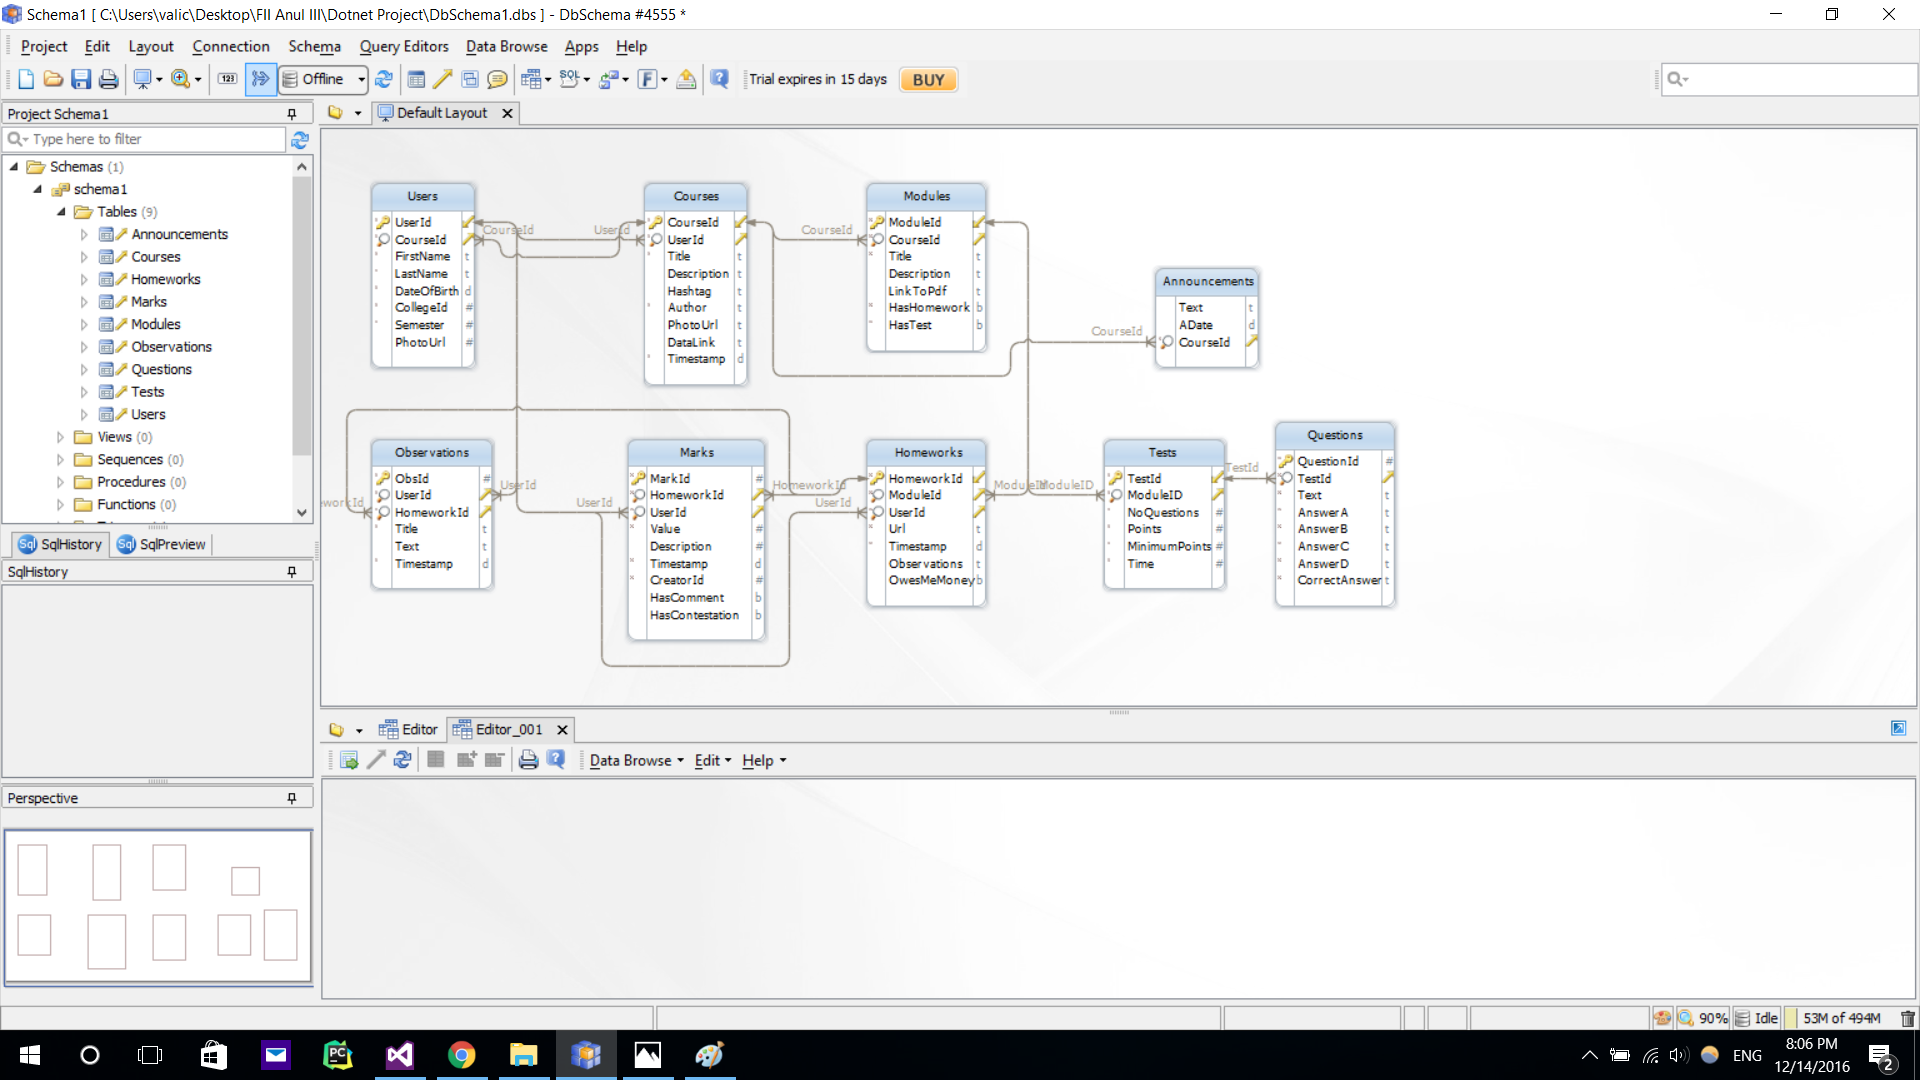 Schema1 [ C:\Users\valic\Desktop\FII Anul III\Dotnet Project\DbSchema1.dbs ] - DbSchema #4555 *
Project Edit Layout Connection Schema Query Editors Data Browse Apps Help
123 Offline SQL F ? Trial expires in 15 days BUY
Project Schema1
Type here to filter
Schemas (1)
schema1
Tables (9)
Announcements
Courses
Homeworks
Marks
Modules
Observations
Questions
Tests
Users
Views (0)
Sequences (0)
Procedures (0)
Functions (0)
Sql SqlHistory Sql SqlPreview
SqlHistory
Perspective
Default Layout
Users
UserId
CourseId
FirstName t
LastName t
DateOfBirth d
CollegeId #
Semester #
PhotoUrl #
CourseId
UserId
Courses
CourseId
UserId
Title t
Description t
Hashtag t
Author t
PhotoUrl t
DataLink t
Timestamp d
CourseId
Modules
ModuleId
CourseId
Title t
Description t
LinkToPdf t
HasHomework b
HasTest b
CourseId
Announcements
Text t
ADate d
CourseId
Observations
ObsId #
UserId
HomeworkId
Title t
Text t
Timestamp d
workId
UserId
UserId
Marks
MarkId #
HomeworkId
UserId
Value #
Description #
Timestamp d
CreatorId #
HasComment b
HasContestation b
HomeworkId
UserId
Homeworks
HomeworkId
ModuleId
UserId
Url t
Timestamp d
Observations t
OwesMeMoney b
ModuleID
ModuleID
Tests
TestId
ModuleID
NoQuestions #
Points #
MinimumPoints #
Time #
TestId
Questions
QuestionId #
TestId
Text t
AnswerA t
AnswerB t
AnswerC t
AnswerD t
CorrectAnswer t
Editor Editor_001
Data Browse Edit Help
90% Idle 53M of 494M
PC ENG 8:06 PM
12/14/2016 2